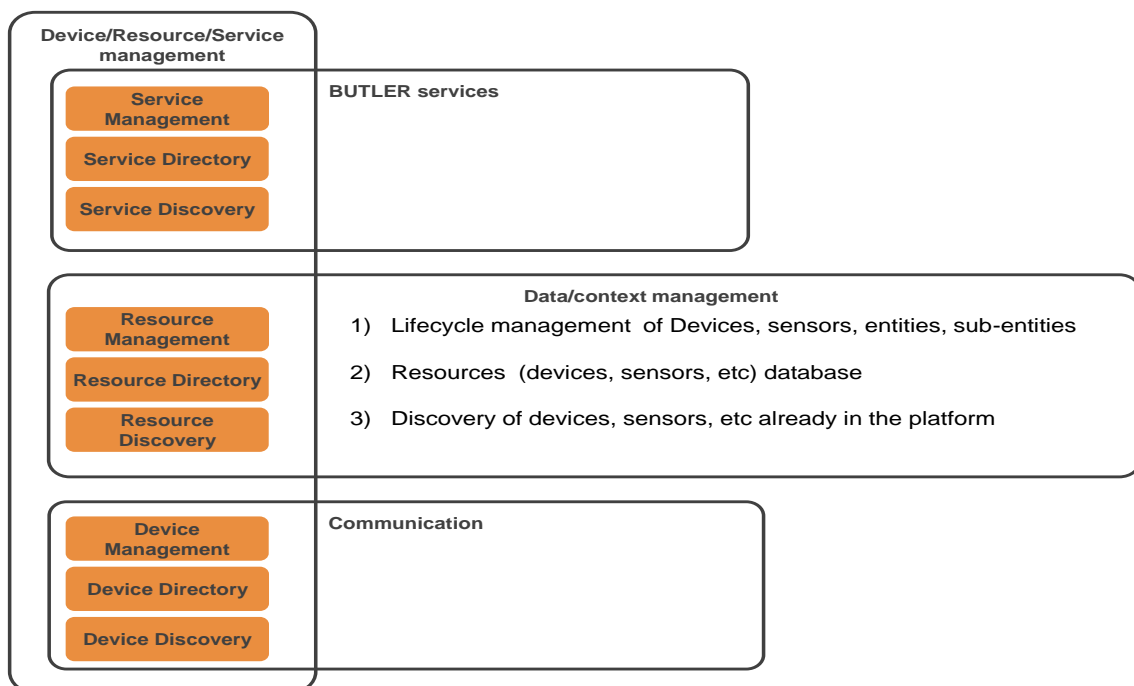 Device/Resource/Service
management
BUTLER services
Service
Management
Service Directory
Service Discovery
Data/context management
Resource
Management
Resource Directory
Resource
Discovery
1) Lifecycle management of Devices, sensors, entities, sub-entities
2) Resources (devices, sensors, etc) database
3) Discovery of devices, sensors, etc already in the platform
Communication
Device
Management
Device Directory
Device Discovery